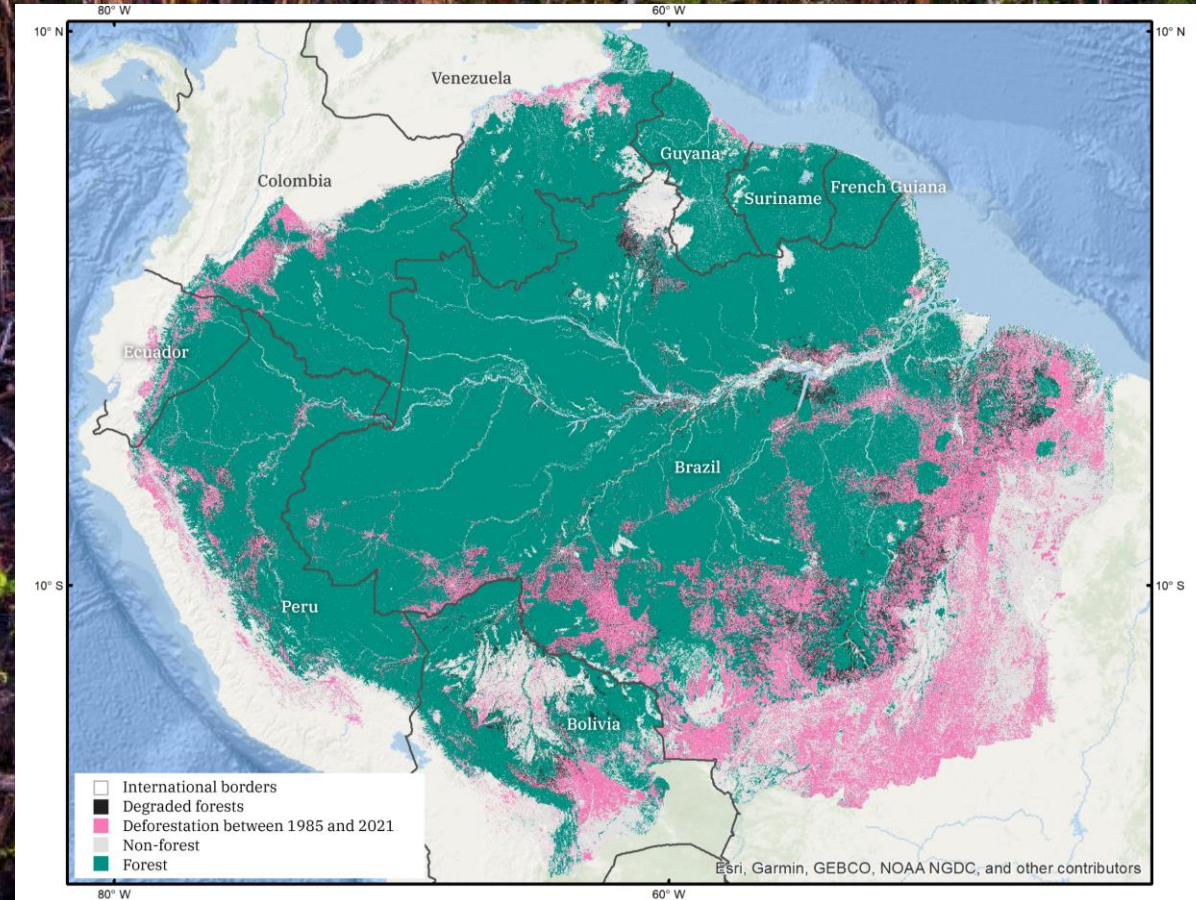 80° W
60° W
10° N
10° N
Venezuela
Guyana
Colombia
Suriname
French Guiana
Ecuador
Brazil
10° S
10° S
Peru
Bolivia
International borders
Degraded forests
Deforestation between 1985 and 2021
Non-forest
Forest
Esri, Garmin, GEBCO, NOAA NGDC, and other contributors
80° W
60° W